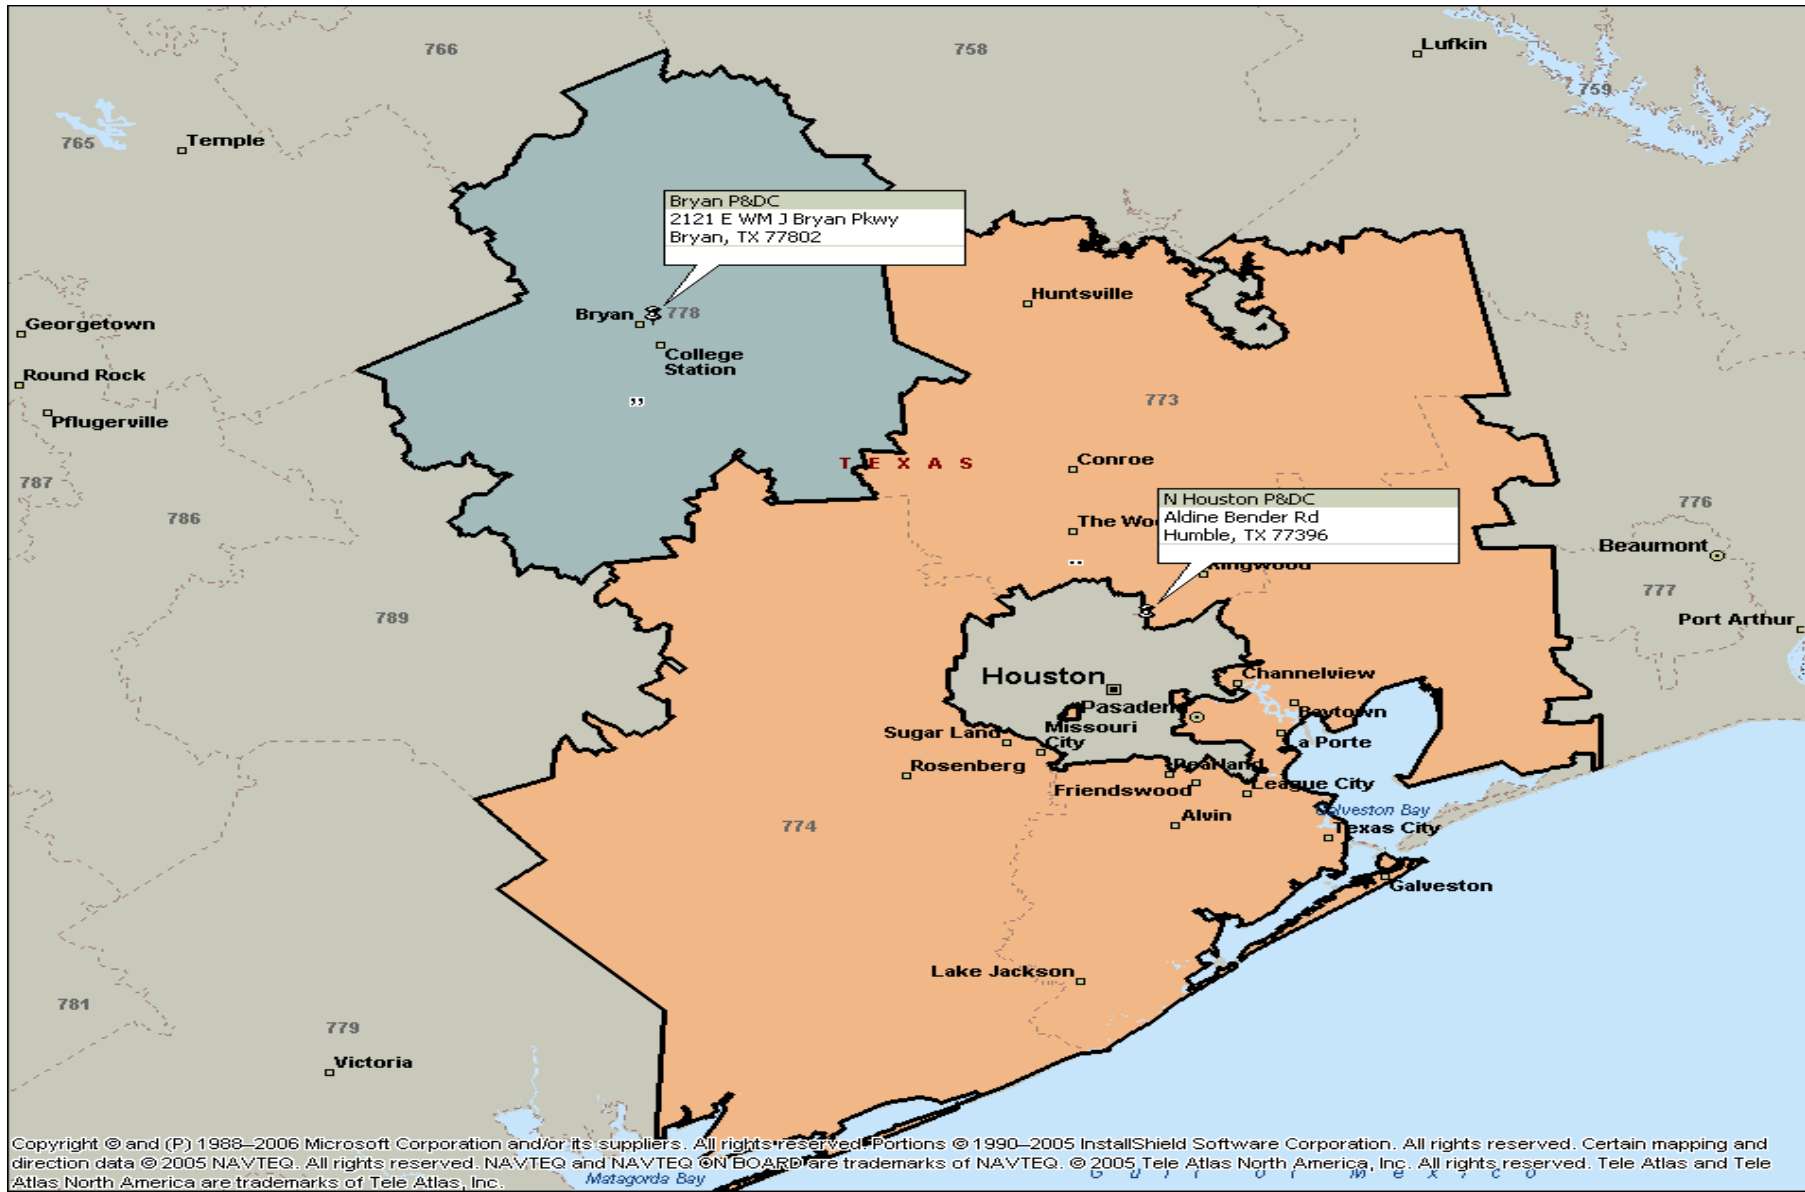 766
758
Lufkin
759
765
Temple
Bryan P&DC
2121 E WM J Bryan Pkwy
Bryan, TX 77802
Huntsville
Bryan
778
Georgetown
College
Station
Round Rock
773
Pflugerville
"
TEXAS
Conroe
787
N Houston P&DC
776
786
Aldine Bender Rd
The Wo
Humble, TX 77396
Beaumont
Kingwood
777
789
Port Arthur
Channelview
Houston
Pasadena
Baytown
Missouri
City
Sugar Land
La Porte
Rosenberg
Pearland
League City
Friendswood
Galveston Bay
Alvin
774
Texas City
Galveston
Lake Jackson
781
779
Victoria
Copyright © and (P) 1988–2006 Microsoft Corporation and/or its suppliers. All rights reserved. Portions © 1990–2005 InstallShield Software Corporation. All rights reserved. Certain mapping and
direction data © 2005 NAVTEQ. All rights reserved. NAVTEQ and NAVTEQ ON BOARD are trademarks of NAVTEQ. © 2005 Tele Atlas North America, Inc. All rights reserved. Tele Atlas and Tele
Atlas North America are trademarks of Tele Atlas, Inc.
Matagorda Bay
Gulf of Mexico